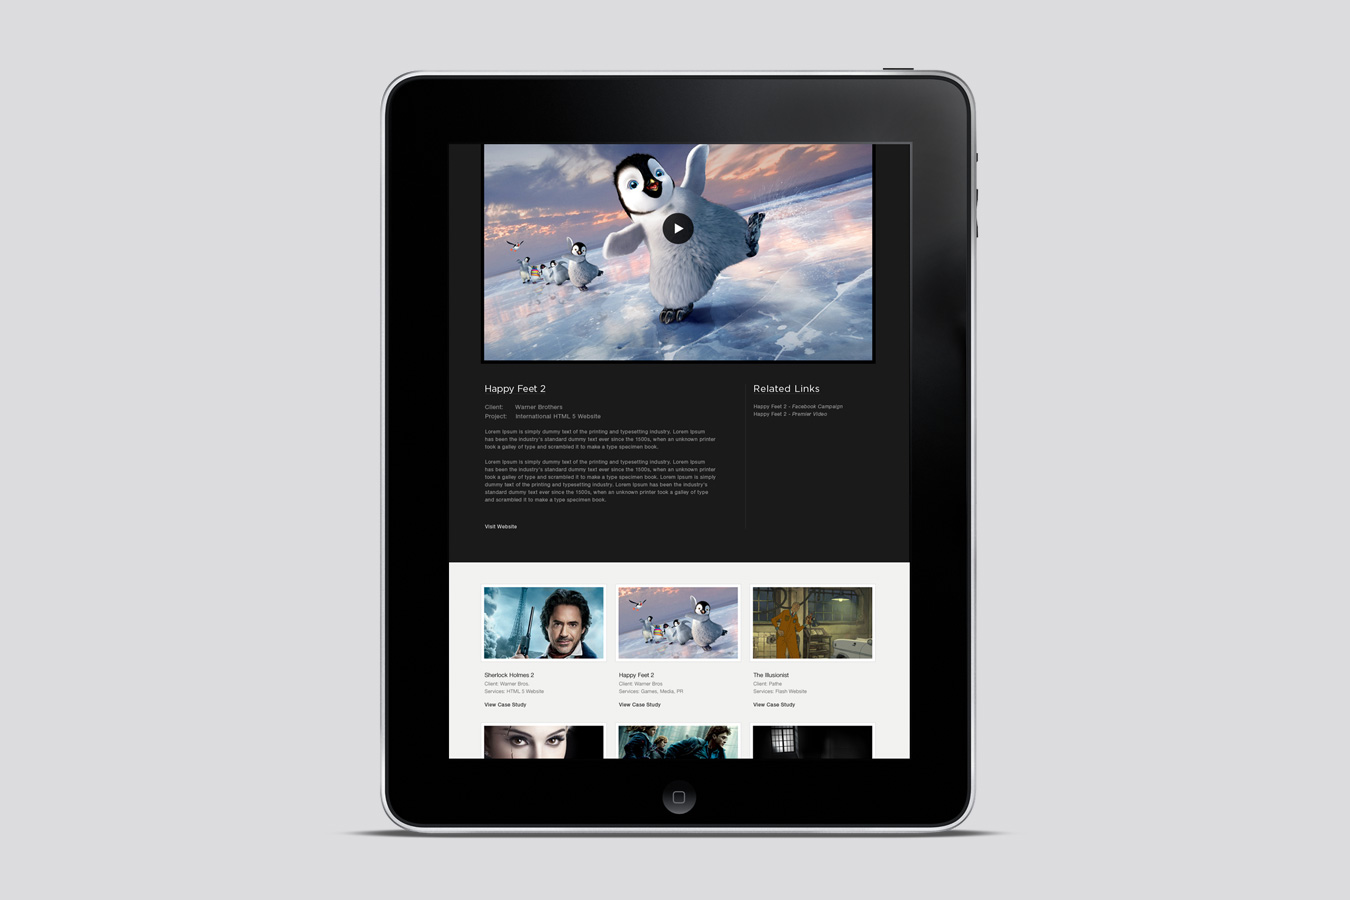 Happy Feet 2
Client: Warner Brothers
Project: International HTML 5 Website
Lorem Ipsum is simply dummy text of the printing and typesetting industry. Lorem Ipsum
has been the industry's standard dummy text ever since the 1500s, when an unknown printer
took a galley of type and scrambled it to make a type specimen book.
Lorem Ipsum is simply dummy text of the printing and typesetting industry. Lorem Ipsum
has been the industry's standard dummy text ever since the 1500s, when an unknown printer
took a galley of type and scrambled it to make a type specimen book. Lorem Ipsum is simply
dummy text of the printing and typesetting industry. Lorem Ipsum has been the industry's
standard dummy text ever since the 1500s, when an unknown printer took a galley of type
and scrambled it to make a type specimen book.
Visit Website
Related Links
Happy Feet 2 - Facebook Campaign
Happy Feet 2 - Premier Video
Sherlock Holmes 2
Client: Warner Bros.
Services: HTML 5 Website
View Case Study
Happy Feet 2
Client: Warner Bros
Services: Games, Media, PR
View Case Study
The Illusionist
Client: Pathe
Services: Flash Website
View Case Study